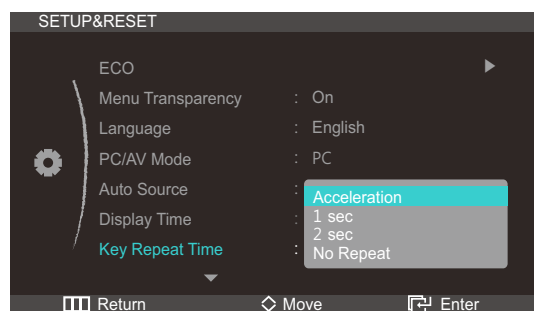 SETUP&RESET
ECO
Menu Transparency : On
Language : English
PC/AV Mode : PC
Auto Source :
Display Time :
Key Repeat Time :
Acceleration
1 sec
2 sec
No Repeat
Return Move Enter